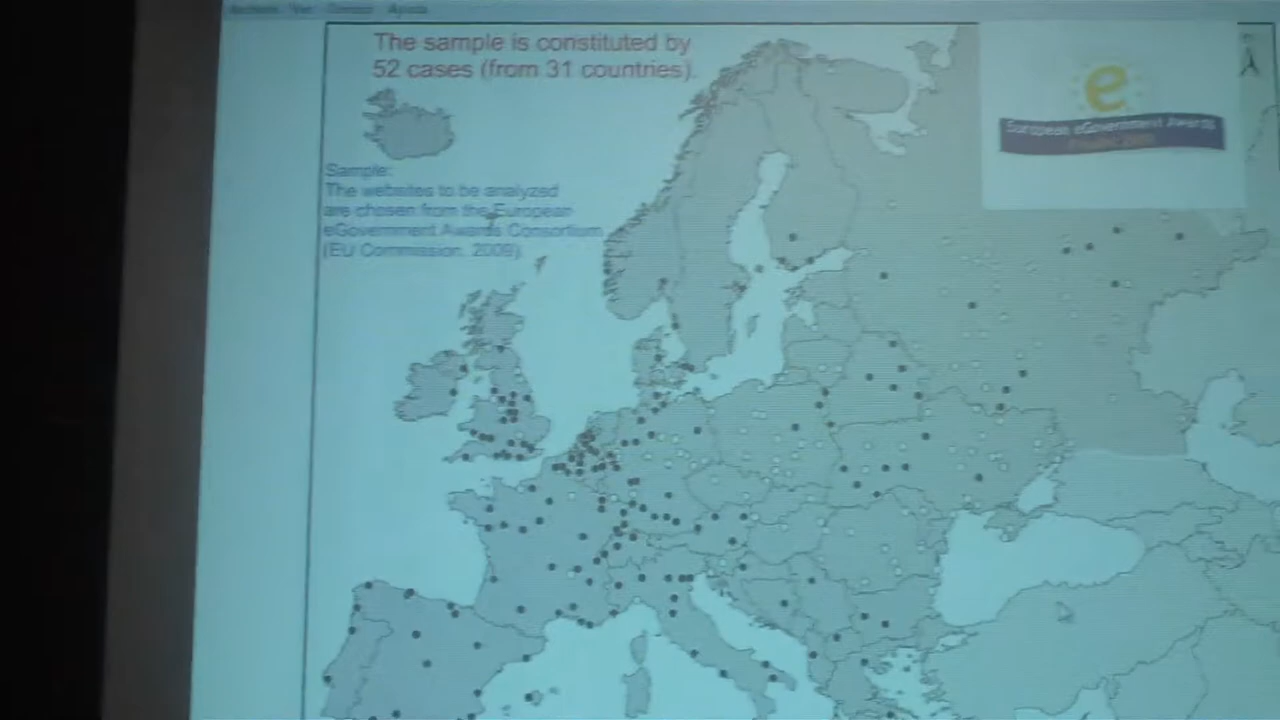 The sample is constituted by
52 cases (from 31 countries).
Sample:
The websites to be analyzed
are chosen from the European
eGovernment Awards Consortium
(EU Commission, 2009).
e
European eGovernment Awards